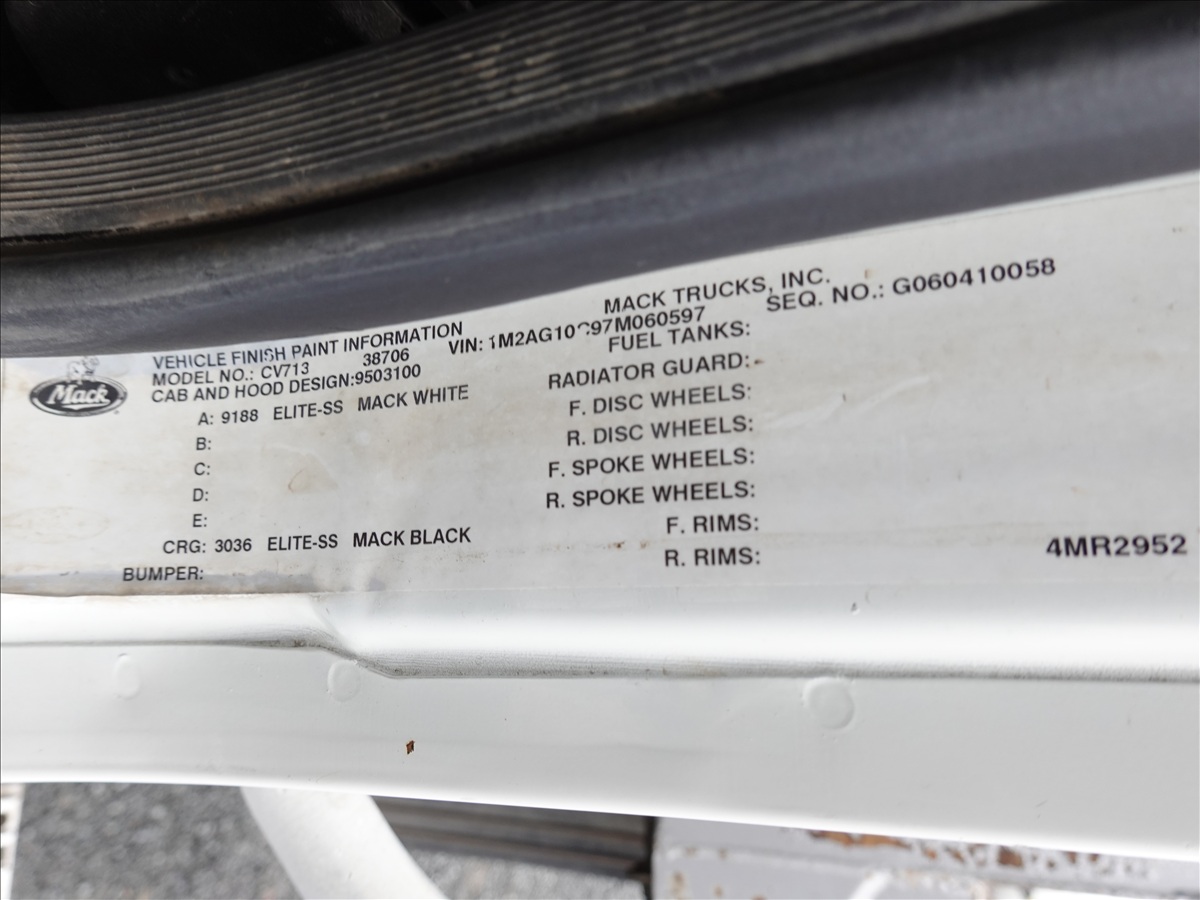 MACK TRUCKS, INC.
VEHICLE FINISH PAINT INFORMATION
MODEL NO.: CV713 38706 SEQ. NO.: G060410058
CAB AND HOOD DESIGN:9503100
Mack
A: 9188 ELITE-SS MACK WHITE
B:
C:
D:
E:
CRG: 3036 ELITE-SS MACK BLACK
BUMPER:
VIN:
FUEL TANKS:
RADIATOR GUARD:
F. DISC WHEELS:
R. DISC WHEELS:
F. SPOKE WHEELS:
R. SPOKE WHEELS:
F. RIMS:
R. RIMS:
4MR2952